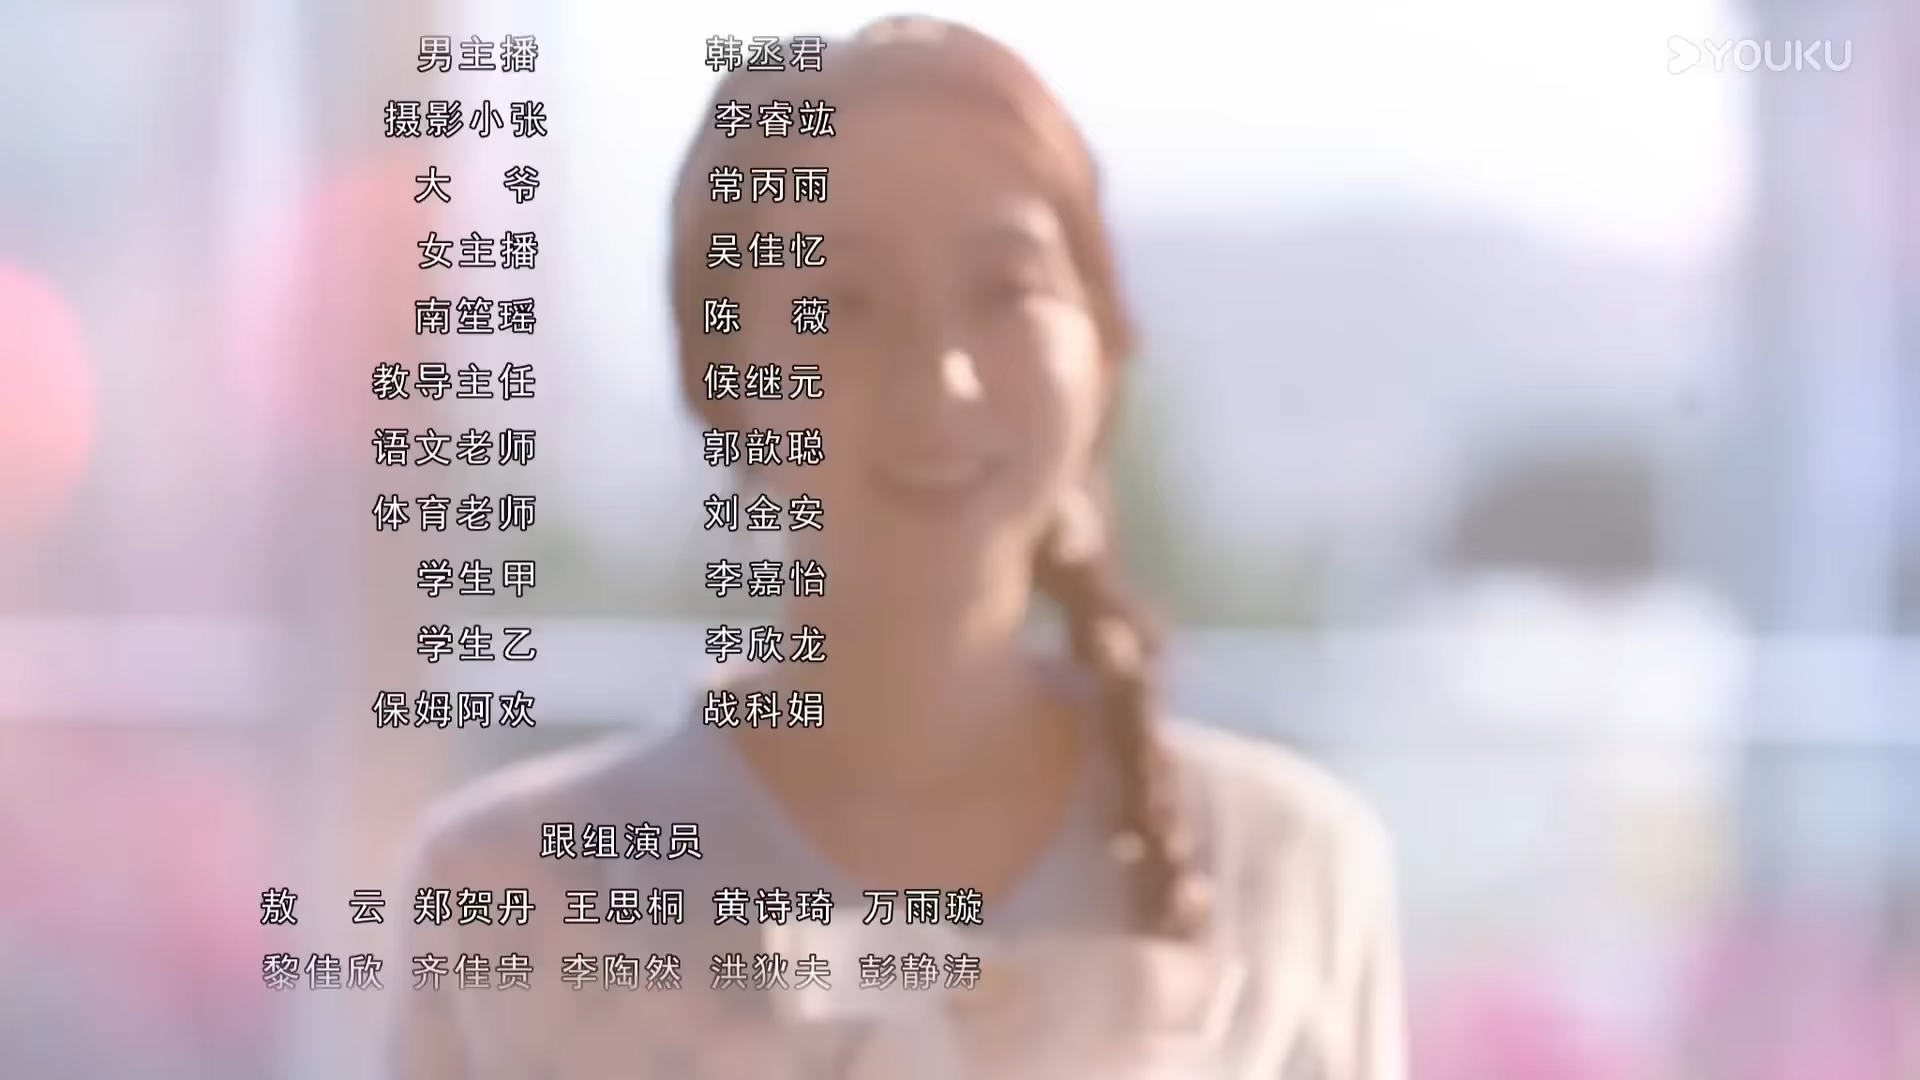 男主播 韩丞君
YOUKU
摄影小张 李睿竑
大 爷 常丙雨
女主播 吴佳忆
南笙瑶 陈 薇
教导主任 候继元
语文老师 郭歆聪
体育老师 刘金安
学生甲 李嘉怡
学生乙 李欣龙
保姆阿欢 战科娟
跟组演员
敖 云 郑贺丹 王思桐 黄诗琦 万雨璇
黎佳欣 齐佳贵 李陶然 洪狄夫 彭静涛